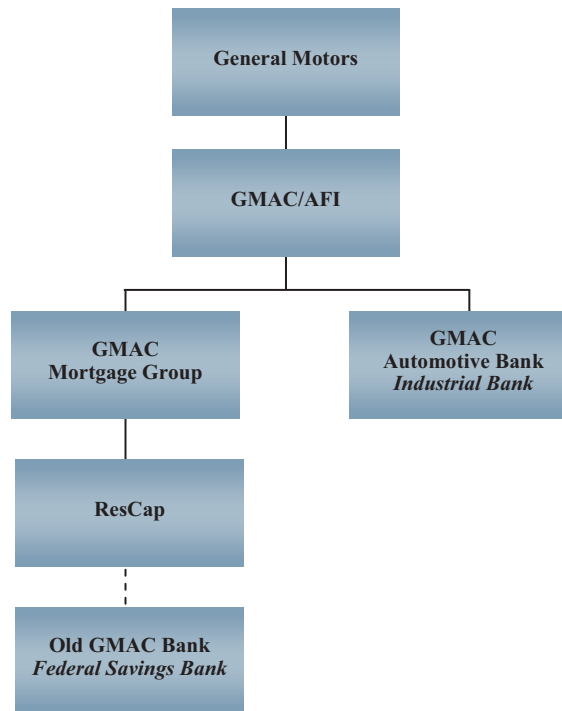 General Motors
GMAC/AFI
GMAC
Mortgage Group
GMAC
Automotive Bank
Industrial Bank
ResCap
Old GMAC Bank
Federal Savings Bank